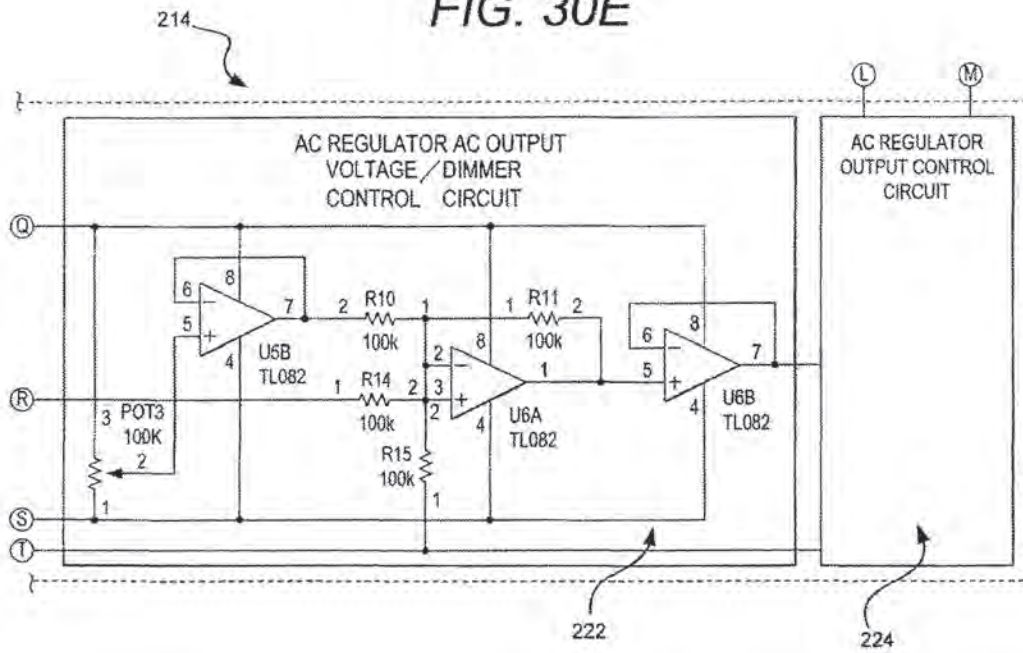 FIG. 30E
214
L M
AC REGULATOR AC OUTPUT
VOLTAGE/DIMMER
CONTROL CIRCUIT
AC REGULATOR
OUTPUT CONTROL
CIRCUIT
Q
6 8
5 7
4
U5B
TL082
2 R10 1
100k
1 R11 2
100k
2 8
3 1
4
U6A
TL082
6 8
5 7
4
U6B
TL082
R
1 R14 2
100k
2
3 POT3
100K
2
1
R15
100k
1
S
T
222
224